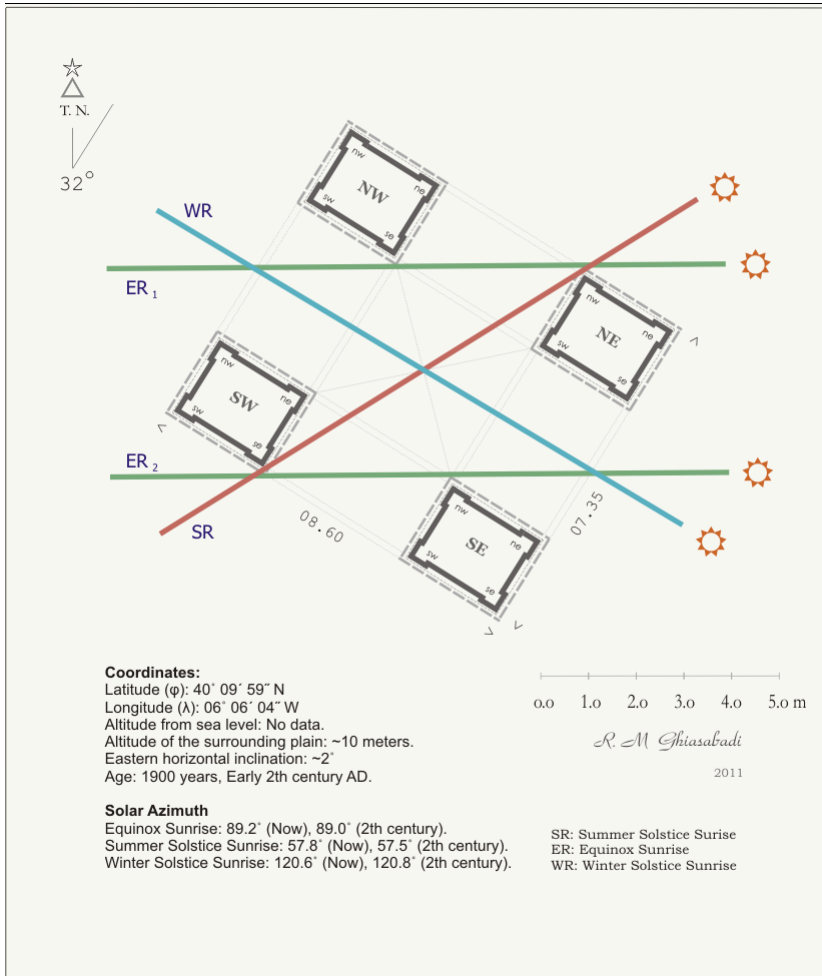 T. N.
32°
nw
ne
NW
sw
se
WR
ER 1
nw
ne
NE
sw
se
nw
ne
SW
sw
se
ER 2
SR
08.60
07.35
nw
ne
SE
sw
se
Coordinates:
Latitude (φ): 40˚ 09´ 59˝ N
Longitude (λ): 06˚ 06´ 04˝ W
Altitude from sea level: No data.
Altitude of the surrounding plain: ~10 meters.
Eastern horizontal inclination: ~2˚
Age: 1900 years, Early 2th century AD.
0.0 1.0 2.0 3.0 4.0 5.0 m
R. M Ghiasabadi
2011
Solar Azimuth
Equinox Sunrise: 89.2˚ (Now), 89.0˚ (2th century).
Summer Solstice Sunrise: 57.8˚ (Now), 57.5˚ (2th century).
Winter Solstice Sunrise: 120.6˚ (Now), 120.8˚ (2th century).
SR: Summer Solstice Surise
ER: Equinox Sunrise
WR: Winter Solstice Sunrise